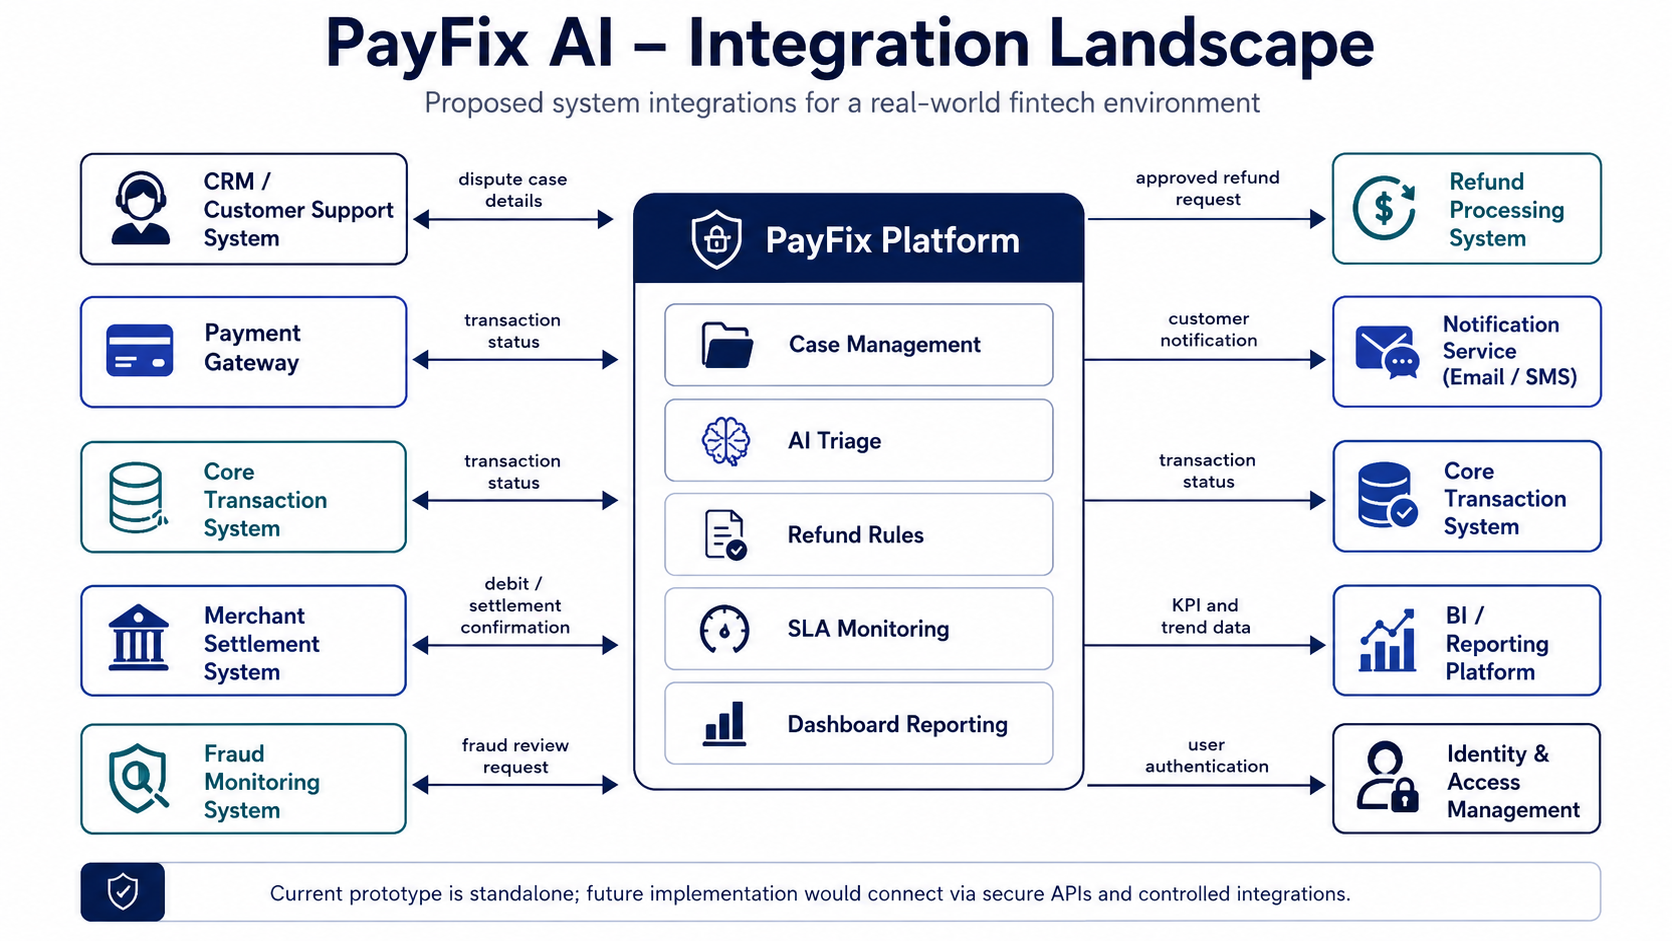 PayFix AI – Integration Landscape
Proposed system integrations for a real-world fintech environment
CRM /
Customer Support
System
dispute case
details
Payment
Gateway
transaction
status
Core
Transaction
System
transaction
status
Merchant
Settlement
System
debit /
settlement
confirmation
Fraud
Monitoring
System
fraud review
request
PayFix Platform
Case Management
AI Triage
Refund Rules
SLA Monitoring
Dashboard Reporting
approved refund
request
Refund
Processing
System
customer
notification
Notification
Service
(Email / SMS)
transaction
status
Core
Transaction
System
KPI and
trend data
BI /
Reporting
Platform
user
authentication
Identity &
Access
Management
Current prototype is standalone; future implementation would connect via secure APIs and controlled integrations.